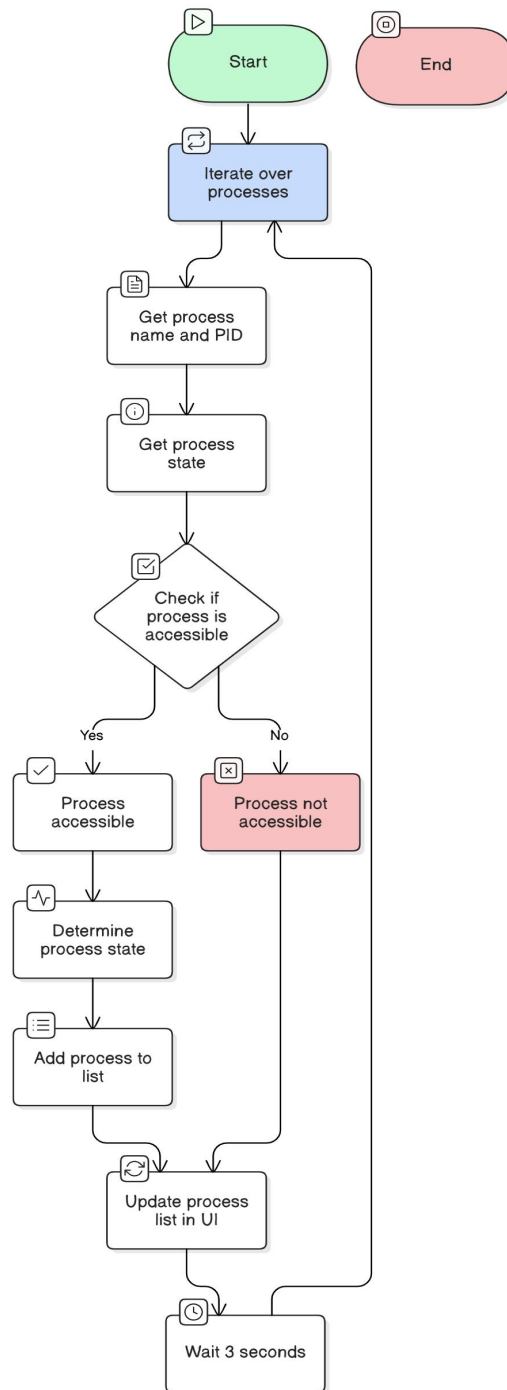 Start
End
Iterate over
processes
Get process
name and PID
Get process
state
Check if
process is
accessible
Yes
No
Process
accessible
Process not
accessible
Determine
process state
Add process to
list
Update process
list in UI
Wait 3 seconds